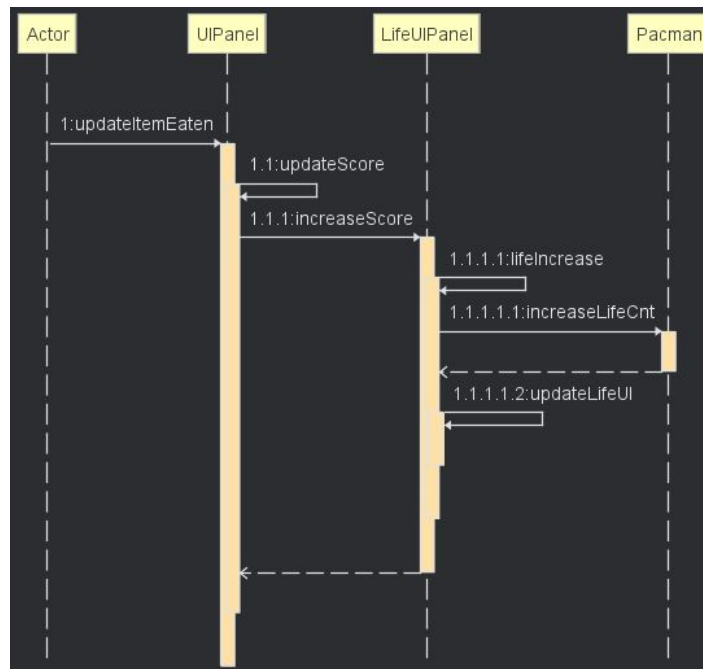 Actor UIPanel LifeUIPanel Pacman
1:updateItemEaten
1.1:updateScore
1.1.1:increaseScore
1.1.1.1:lifeIncrease
1.1.1.1.1:increaseLifeCnt
1.1.1.1.2:updateLifeUI